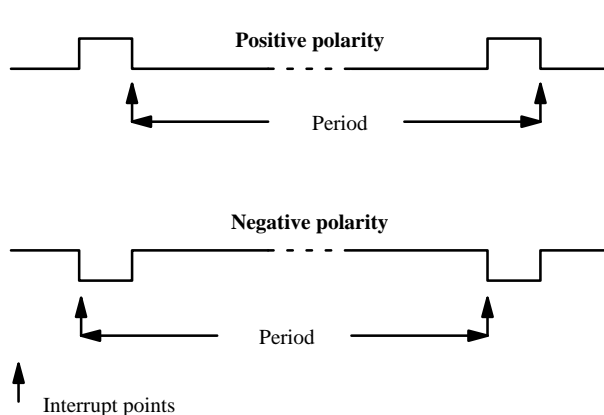 Positive polarity
Period
Negative polarity
Period
Interrupt points